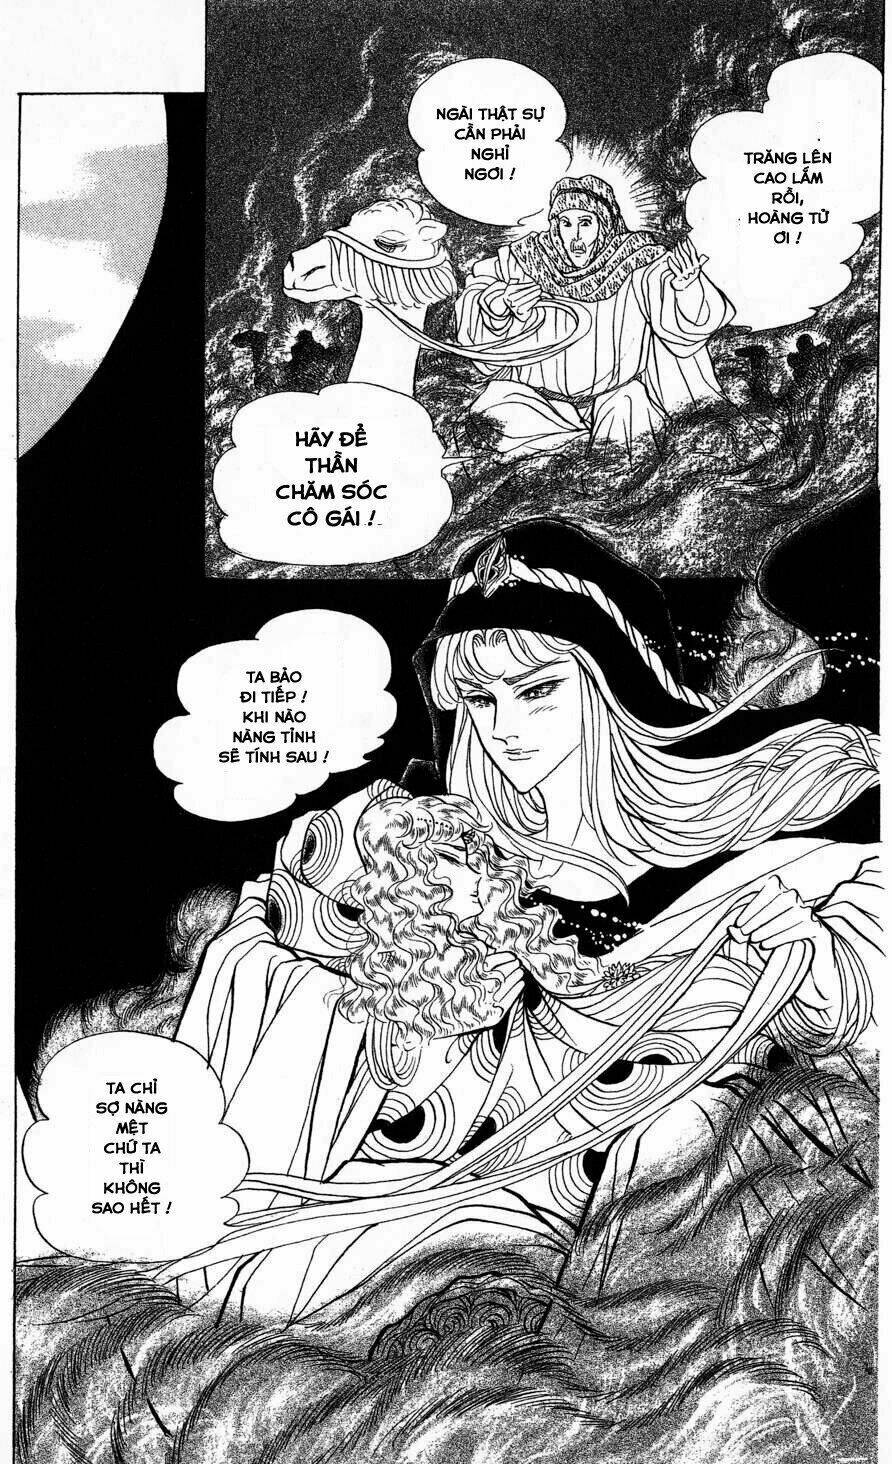 TRĂNG LÊN
CAO LẮM
RỒI,
HOÀNG TỬ
ƠI !
NGÀI THẬT SỰ
CẦN PHẢI
NGHỈ
NGƠI !
HÃY ĐỂ
THẦN
CHĂM SÓC
CÔ GÁI !
TA BẢO
ĐI TIẾP !
KHI NÀO
NÀNG TỈNH
SẼ TÍNH SAU !
TA CHỈ
SỢ NÀNG
MỆT
CHỨ TA
THÌ
KHÔNG
SAO HẾT !